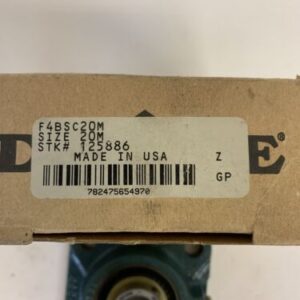 F4BSC20M
SIZE 20M
STK# 125886
MADE IN USA Z
GP
782475654970
D
E